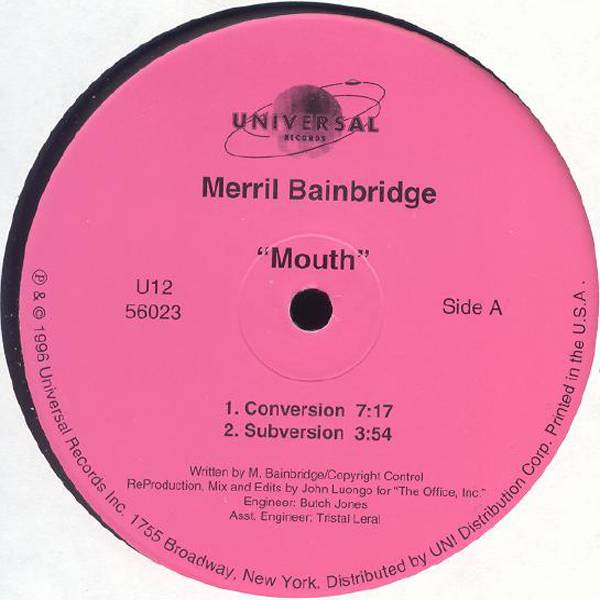 UNIVERSAL
RECORDS
Merril Bainbridge
“Mouth”
U12
56023
Side A
1. Conversion 7:17
2. Subversion 3:54
Written by M. Bainbridge/Copyright Control
ReProduction, Mix and Edits by John Luongo for "The Office, Inc."
Engineer: Butch Jones
Asst. Engineer: Tristal Leral
℗ & © 1996 Universal Records Inc. 1755 Broadway, New York. Distributed by UNI Distribution Corp. Printed in the U.S.A.